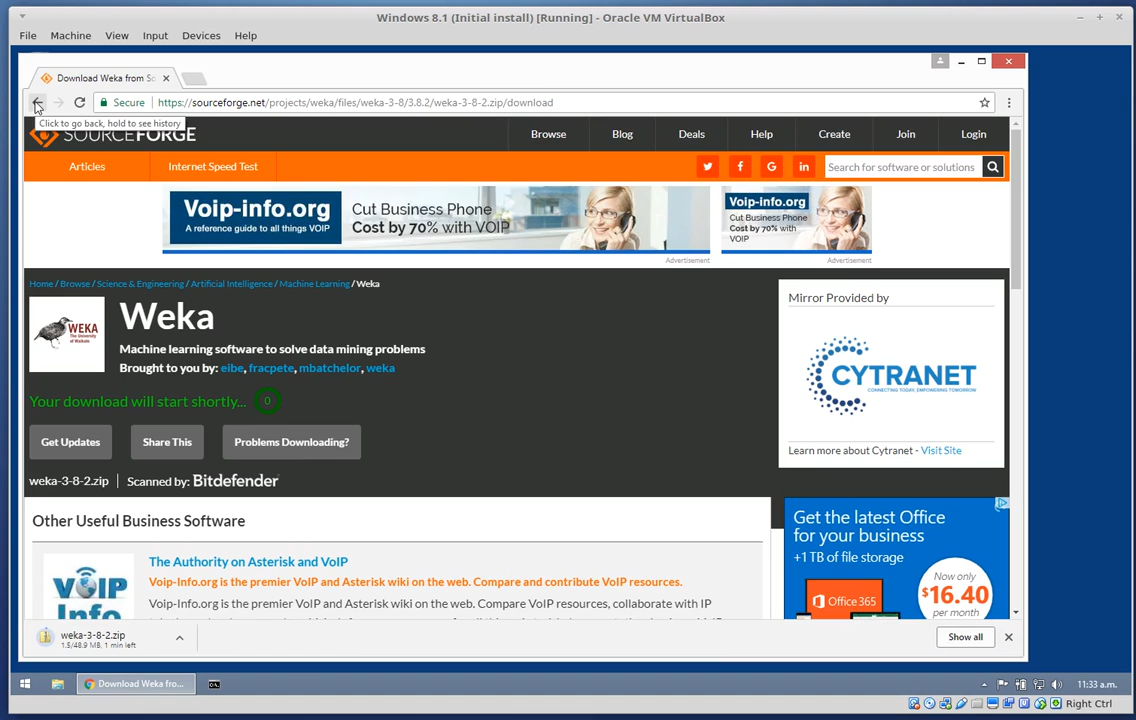 Windows 8.1 (Initial install) [Running] - Oracle VM VirtualBox
File Machine View Input Devices Help
Download Weka from So
Secure https://sourceforge.net/projects/weka/files/weka-3-8/3.8.2/weka-3-8-2.zip/download
Click to go back, hold to see history
SOURCEFORGE
Browse Blog Deals Help Create Join Login
Articles Internet Speed Test
Search for software or solutions
Voip-info.org
A reference guide to all things VOIP
Cut Business Phone
Cost by 70% with VOIP
Voip-info.org
Cut Business Phone
Cost by 70% with
VOIP
Advertisement
Advertisement
Home / Browse / Science & Engineering / Artificial Intelligence / Machine Learning / Weka
WEKA
The University
of Waikato
Weka
Machine learning software to solve data mining problems
Brought to you by: eibe, fracpete, mbatchelor, weka
Your download will start shortly... 0
Get Updates Share This Problems Downloading?
weka-3-8-2.zip Scanned by: Bitdefender
Mirror Provided by
CYTRANET
CONNECTING TODAY, EMPOWERING TOMORROW
Learn more about Cytranet - Visit Site
Other Useful Business Software
VOIP
Info
The Authority on Asterisk and VoIP
Voip-Info.org is the premier VoIP and Asterisk wiki on the web. Compare and contribute VoIP resources.
Voip-Info.org is the premier VoIP and Asterisk wiki on the web. Compare VoIP resources, collaborate with IP
Get the latest Office
for your business
+1 TB of file storage
Office 365
Now only
$16.40
per month
weka-3-8-2.zip
1.5/48.9 MB, 1 min left
Show all
Download Weka fro...
11:33 a.m.
Right Ctrl